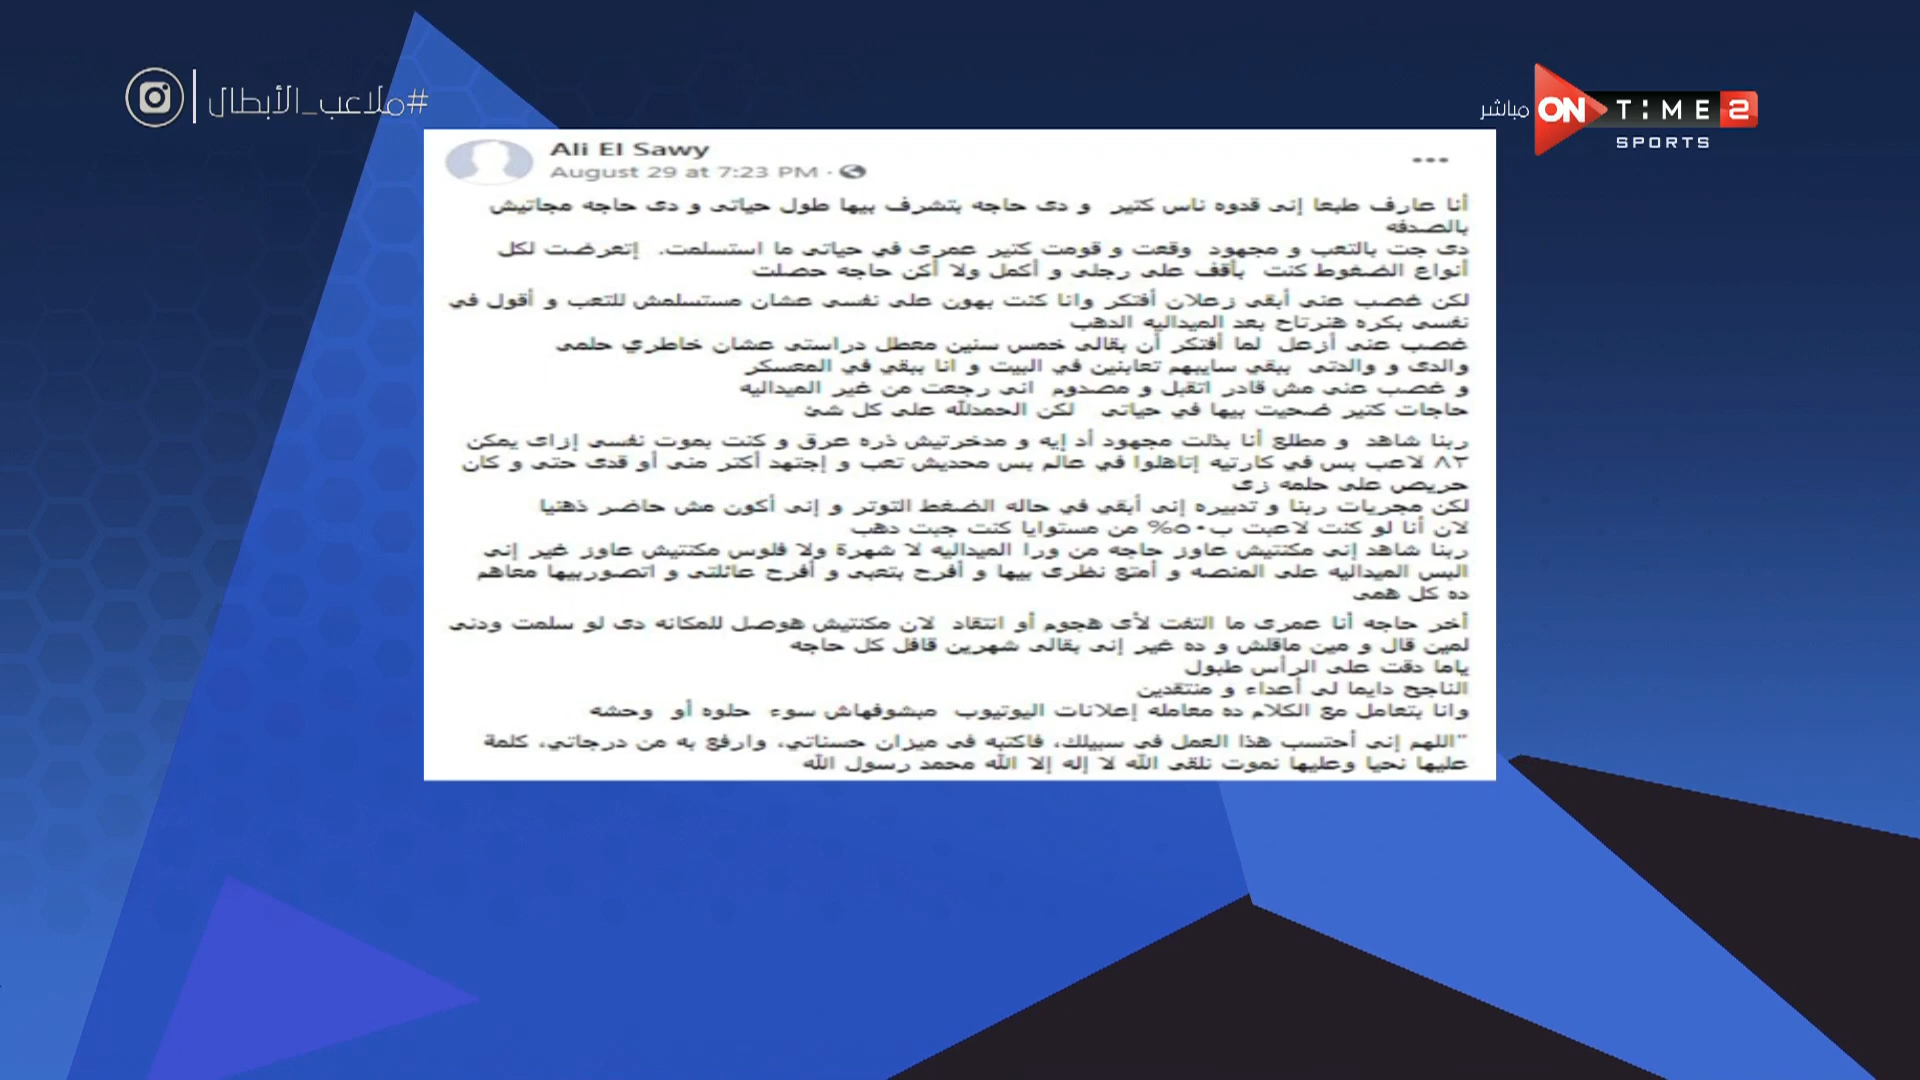 #ملاعب_الأبطال
مباشر
ON TIME 2
SPORTS
Ali El Sawy
August 29 at 7:23 PM ·
أنا عارف طبعا إنى قدوه ناس كتير و دى حاجه بتشرف بيها طول حياتى و دى حاجه مجاتيش
بالصدفه
دى جت بالتعب و مجهود وقعت و قومت كتير عمرى في حياتى ما استسلمت. إتعرضت لكل
أنواع الضغوط كنت بأقف على رجلى و أكمل ولا أكن حاجه حصلت
لكن غصب عنى أبقى زعلان أفتكر وانا كنت بهون على نفسى عشان مستسلمش للتعب و أقول في
نفسى بكره هنرتاح بعد الميداليه الدهب
غصب عنى أزعل لما أفتكر أن بقالى خمس سنين معطل دراستى عشان خاطري حلمى
والدى و والدتى ببقي سايبهم تعابنين في البيت و انا ببقي في المعسكر
و غصب عنى مش قادر اتقبل و مصدوم انى رجعت من غير الميداليه
حاجات كتير ضحيت بيها في حياتى لكن الحمدلله على كل شئ
ربنا شاهد و مطلع أنا بذلت مجهود أد إيه و مدخرتيش ذره عرق و كنت بموت نفسى إزاى يمكن
٨٢ لاعب بس في كارتيه إتاهلوا في عالم بس محديش تعب و إجتهد أكتر منى أو قدى حتى و كان
حريص على حلمه زى
لكن مجريات ربنا و تدبيره إنى أبقي في حاله الضغط التوتر و إنى أكون مش حاضر ذهنيا
لان أنا لو كنت لاعبت ب٥٠% من مستوايا كنت جبت دهب
ربنا شاهد إنى مكنتيش عاوز حاجه من ورا الميداليه لا شهرة ولا فلوس مكنتيش عاوز غير إنى
البس الميداليه على المنصه و أمتع نظرى بيها و أفرح بتعبى و أفرح عائلتى و اتصوربيها معاهم
ده كل همى
أخر حاجه أنا عمرى ما التفت لأى هجوم أو انتقاد لان مكنتيش هوصل للمكانه دى لو سلمت ودنى
لمين قال و مين ماقلش و ده غير إنى بقالى شهرين قافل كل حاجه
ياما دقت على الرأس طبول
الناجح دايما لى أعداء و منتقدين
وانا بتعامل مع الكلام ده معامله إعلانات اليوتيوب مبشوفهاش سوء حلوه أو وحشه
"اللهم إنى أحتسب هذا العمل فى سبيلك، فاكتبه فى ميزان حسناتي، وارفع به من درجاتي، كلمة
عليها نحيا وعليها نموت نلقى الله لا إله إلا الله محمد رسول الله